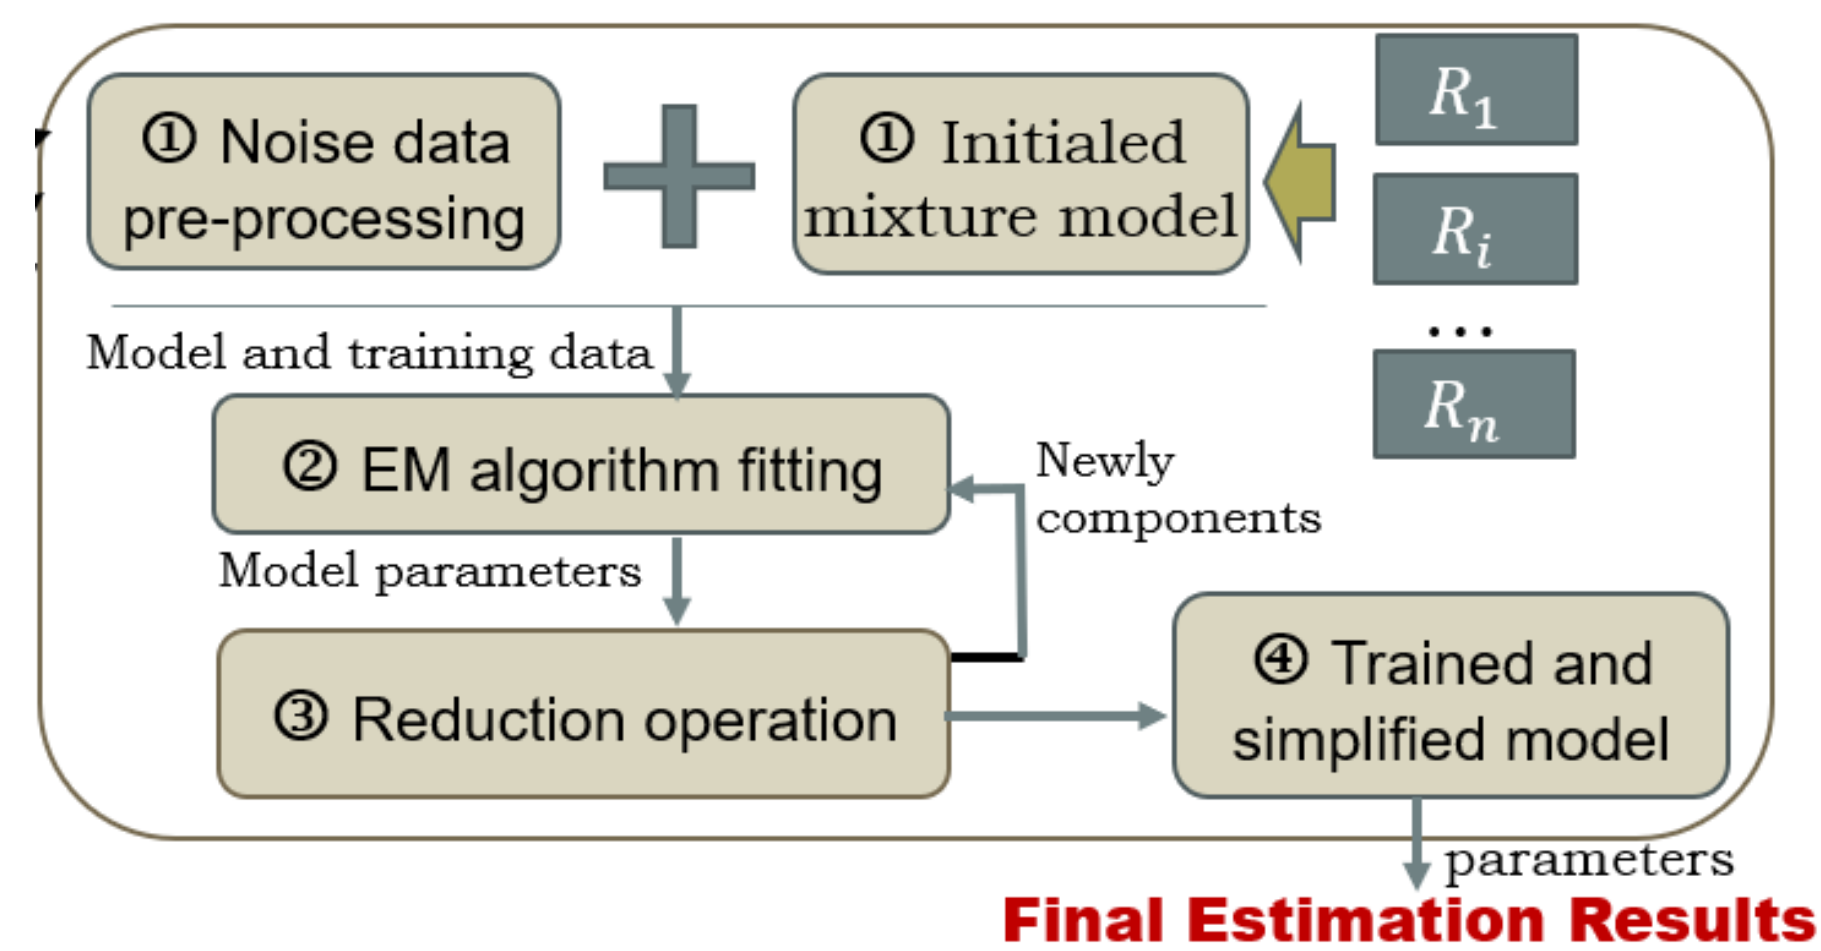 ① Noise data
pre-processing
① Initialed
mixture model
R₁
Rᵢ
...
Rₙ
Model and training data
② EM algorithm fitting
Newly
components
Model parameters
③ Reduction operation
④ Trained and
simplified model
parameters
Final Estimation Results